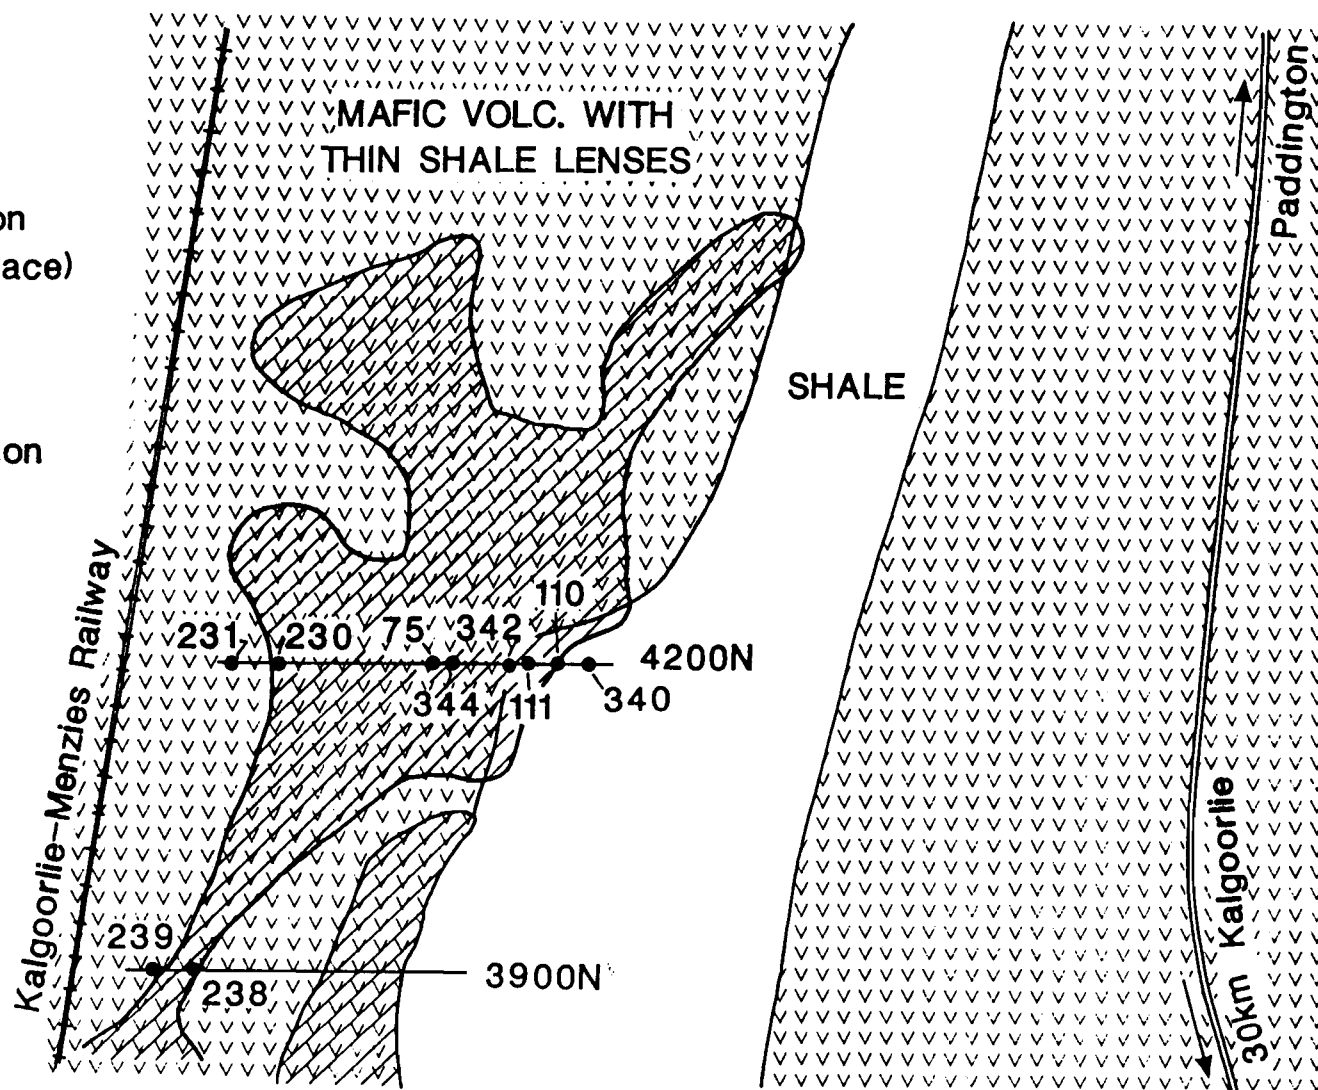 MAFIC VOLC. WITH
THIN SHALE LENSES
Paddington
on
ace)
SHALE
on
Kalgoorlie-Menzies Railway
110
231 230 75 342
4200N
344 111 340
30km Kalgoorlie
239
3900N
238